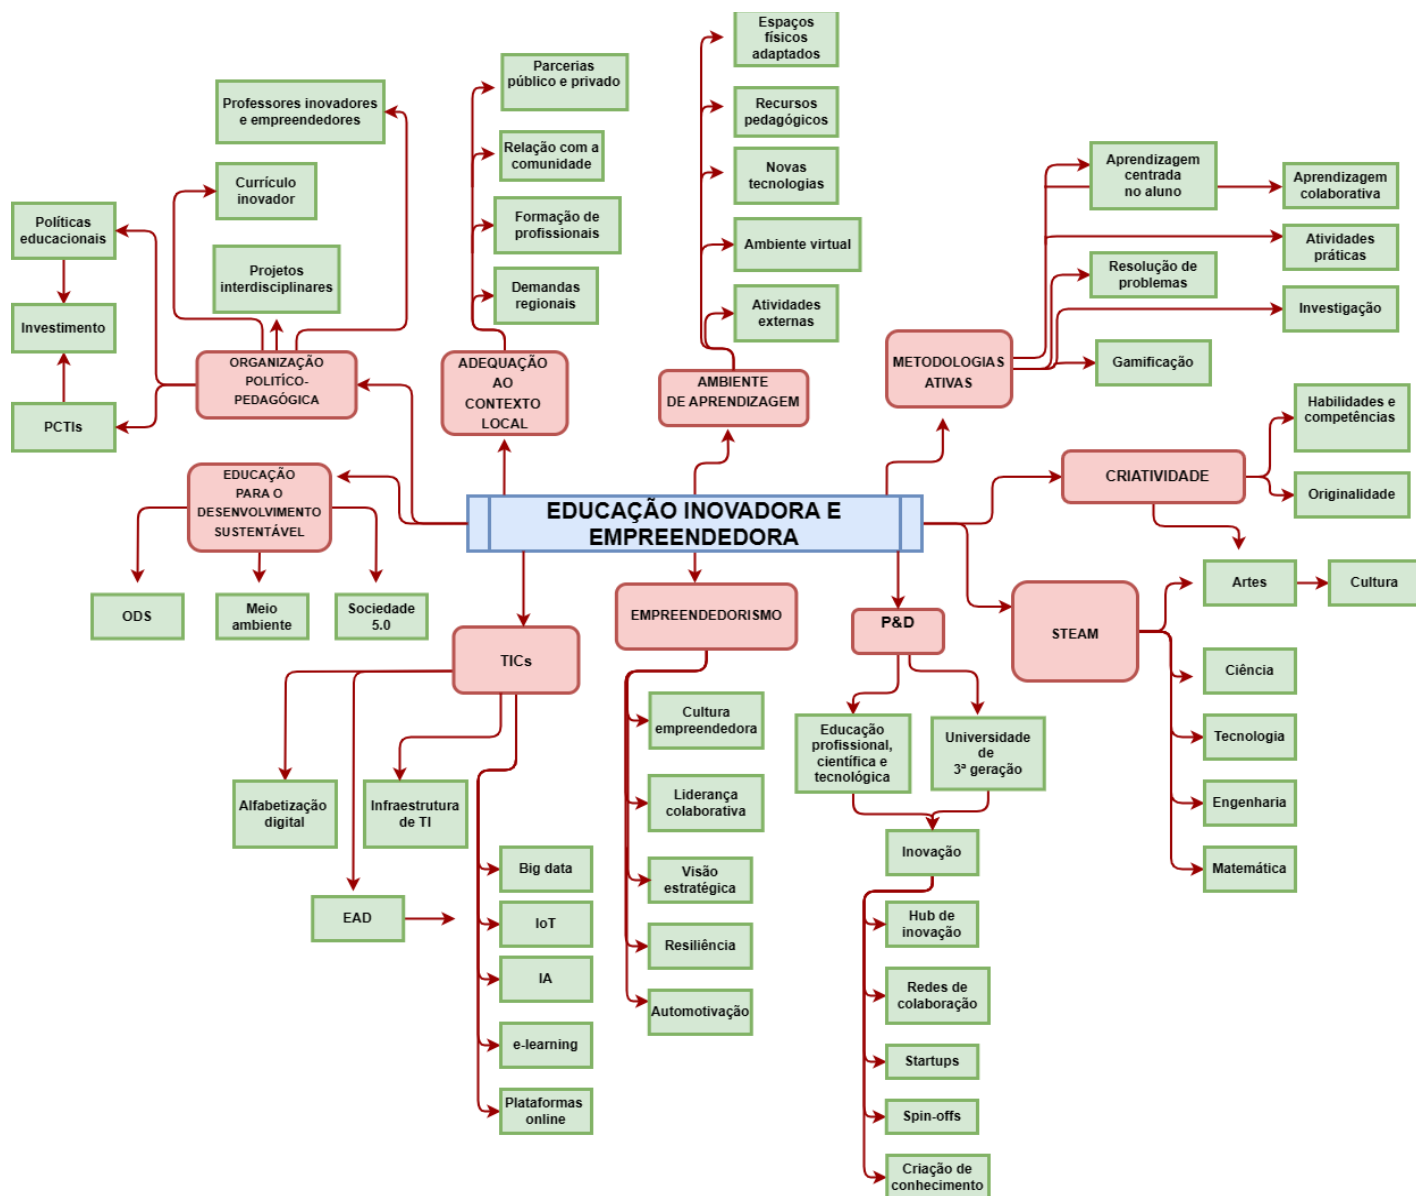 Espaços
físicos
adaptados
Parcerias
público e privado
Professores inovadores
e empreendedores
Recursos
pedagógicos
Relação com a
comunidade
Novas
tecnologias
Aprendizagem
centrada
no aluno
Aprendizagem
colaborativa
Currículo
inovador
Políticas
educacionais
Formação de
profissionais
Ambiente virtual
Atividades
práticas
Projetos
interdisciplinares
Resolução de
problemas
Demandas
regionais
Atividades
externas
Investigação
Investimento
Gamificação
ORGANIZAÇÃO
POLITÍCO-
PEDAGÓGICA
ADEQUAÇÃO
AO
CONTEXTO
LOCAL
AMBIENTE
DE APRENDIZAGEM
METODOLOGIAS
ATIVAS
Habilidades e
competências
PCTIs
EDUCAÇÃO
PARA O
DESENVOLVIMENTO
SUSTENTÁVEL
CRIATIVIDADE
Originalidade
EDUCAÇÃO INOVADORA E
EMPREENDEDORA
Artes
Cultura
ODS
Meio
ambiente
Sociedade
5.0
EMPREENDEDORISMO
P&D
STEAM
TICs
Ciência
Cultura
empreendedora
Educação
profissional,
científica e
tecnológica
Universidade
de
3ª geração
Tecnologia
Alfabetização
digital
Infraestrutura
de TI
Liderança
colaborativa
Engenharia
Inovação
Big data
Visão
estratégica
Matemática
EAD
IoT
Hub de
inovação
Resiliência
IA
Redes de
colaboração
Automotivação
e-learning
Startups
Plataformas
online
Spin-offs
Criação de
conhecimento